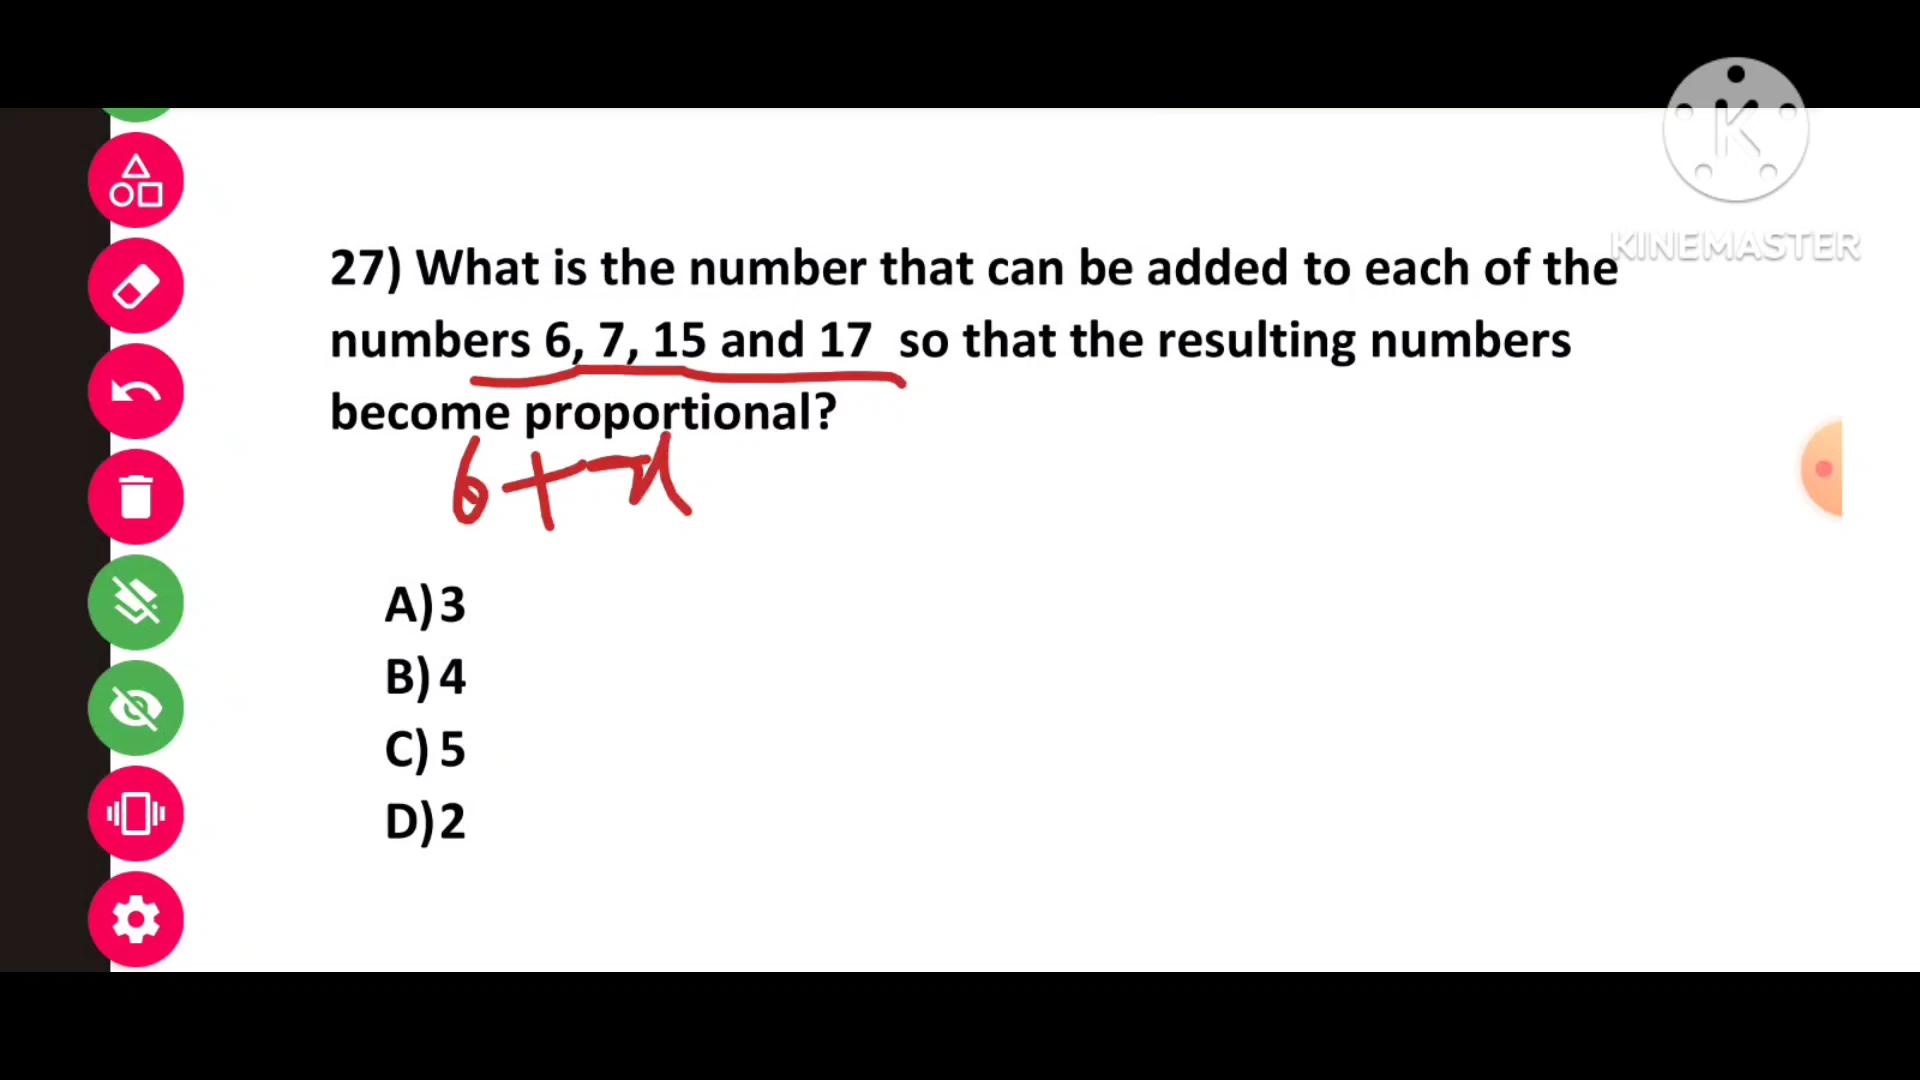 K
KINEMASTER
27) What is the number that can be added to each of the
numbers 6, 7, 15 and 17 so that the resulting numbers
become proportional?
6+x
A) 3
B) 4
C) 5
D) 2